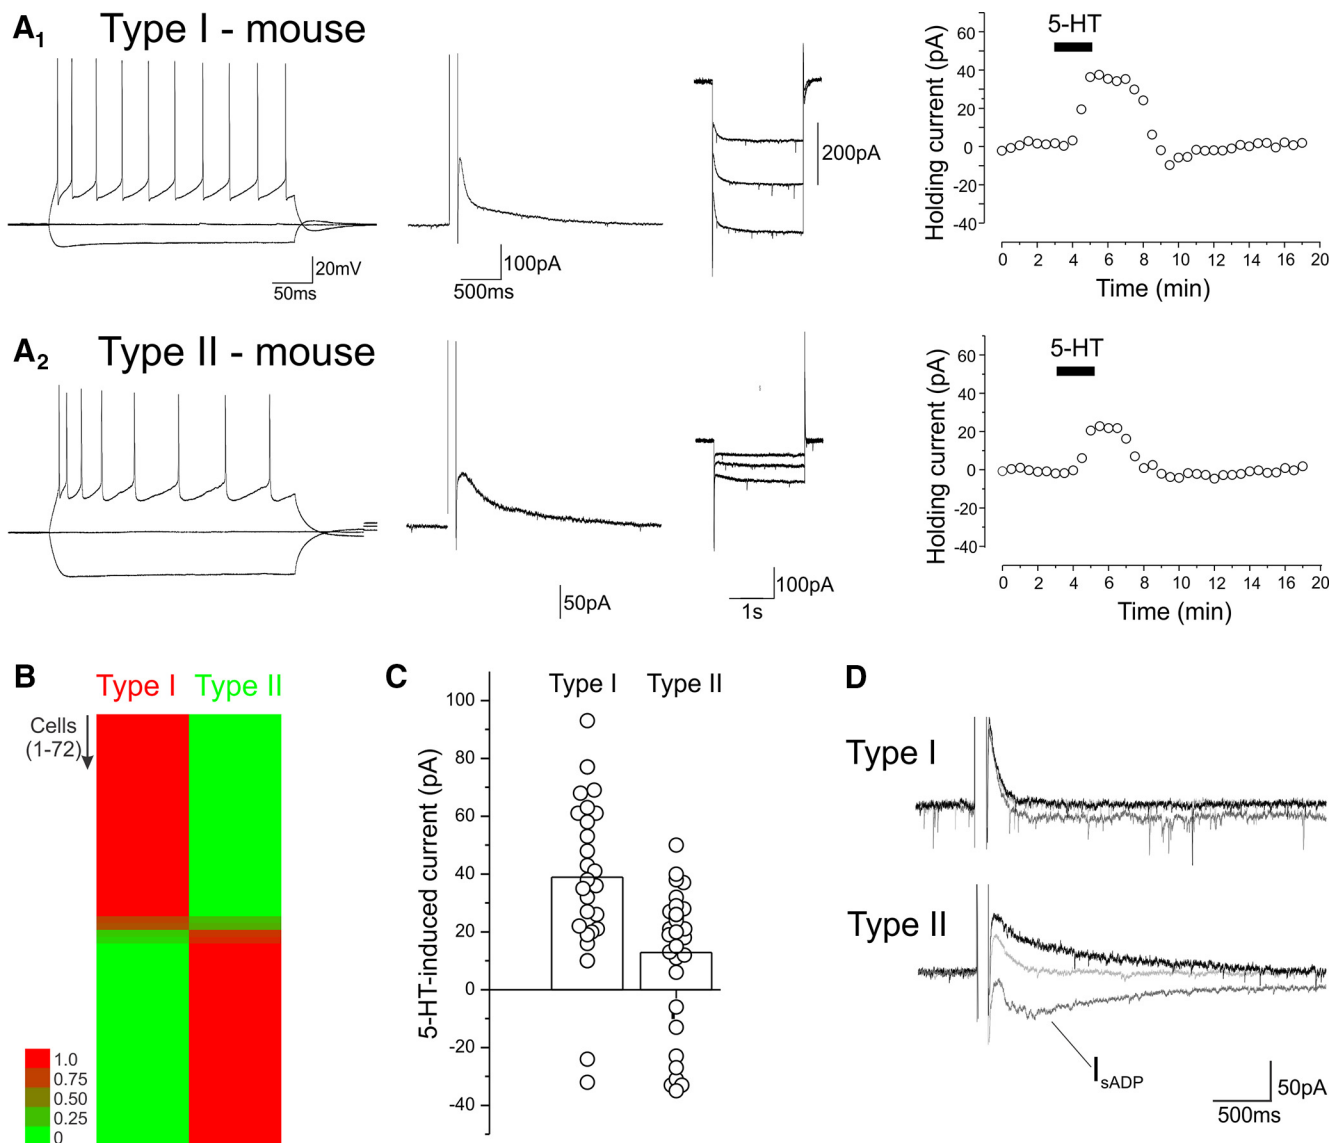 A1 Type I - mouse
20mV
50ms
100pA
500ms
200pA
5-HT
Holding current (pA)
60
40
20
0
-20
-40
0 2 4 6 8 10 12 14 16 18 20
Time (min)
A2 Type II - mouse
50pA
100pA
1s
5-HT
Holding current (pA)
60
40
20
0
-20
-40
0 2 4 6 8 10 12 14 16 18 20
Time (min)
B
Type I Type II
Cells
(1-72)
1.0
0.75
0.50
0.25
0
C
Type I Type II
5-HT-induced current (pA)
100
80
60
40
20
0
-20
-40
D
Type I
Type II
IsADP
50pA
500ms